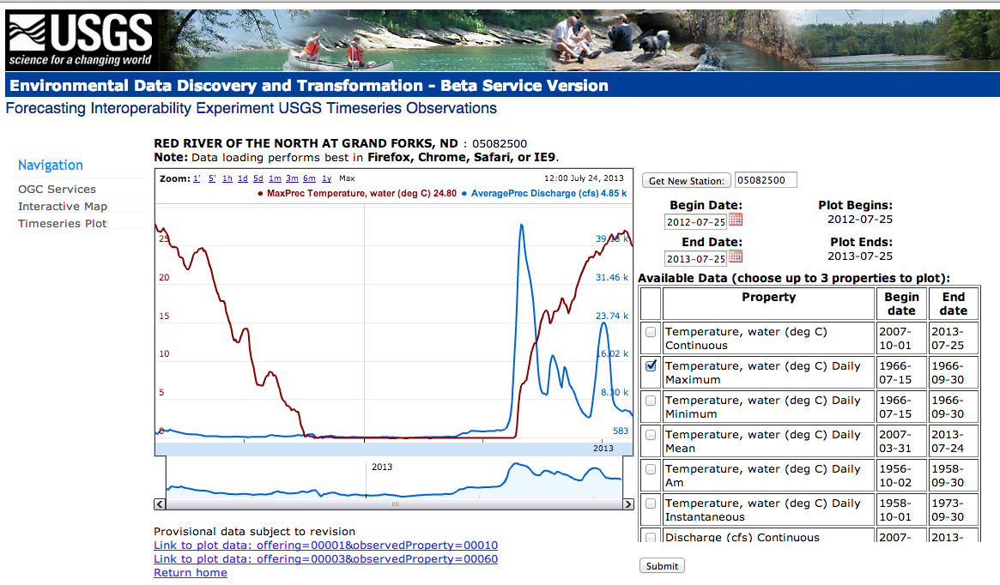 USGS
science for a changing world
Environmental Data Discovery and Transformation - Beta Service Version
Forecasting Interoperability Experiment USGS Timeseries Observations
Navigation
OGC Services
Interactive Map
Timeseries Plot
RED RIVER OF THE NORTH AT GRAND FORKS, ND : 05082500
Note: Data loading performs best in Firefox, Chrome, Safari, or IE9.
Zoom: 1' 5' 1h 1d 5d 1m 3m 6m 1y Max 12:00 July 24, 2013
MaxPrec Temperature, water (deg C) 24.80 AveragePrec Discharge (cfs) 4.85 k
25 39.18 k
20 31.46 k
15 23.74 k
10 16.02 k
5 8.30 k
0 583
2013
2013
Provisional data subject to revision
Link to plot data: offering=00001&observedProperty=00010
Link to plot data: offering=00003&observedProperty=00060
Return home
Get New Station: 05082500
Begin Date: Plot Begins:
2012-07-25 2012-07-25
End Date: Plot Ends:
2013-07-25 2013-07-25
Available Data (choose up to 3 properties to plot):
Property Begin date End date
Temperature, water (deg C) 2007- 2013-
Continuous 10-01 07-25
Temperature, water (deg C) Daily 1966- 1966-
Maximum 07-15 09-30
Temperature, water (deg C) Daily 1966- 1966-
Minimum 07-15 09-30
Temperature, water (deg C) Daily 2007- 2013-
Mean 03-31 07-24
Temperature, water (deg C) Daily 1956- 1958-
Am 10-02 09-30
Temperature, water (deg C) Daily 1958- 1973-
Instantaneous 10-01 09-30
Discharge (cfs) Continuous 2007- 2013-
Submit